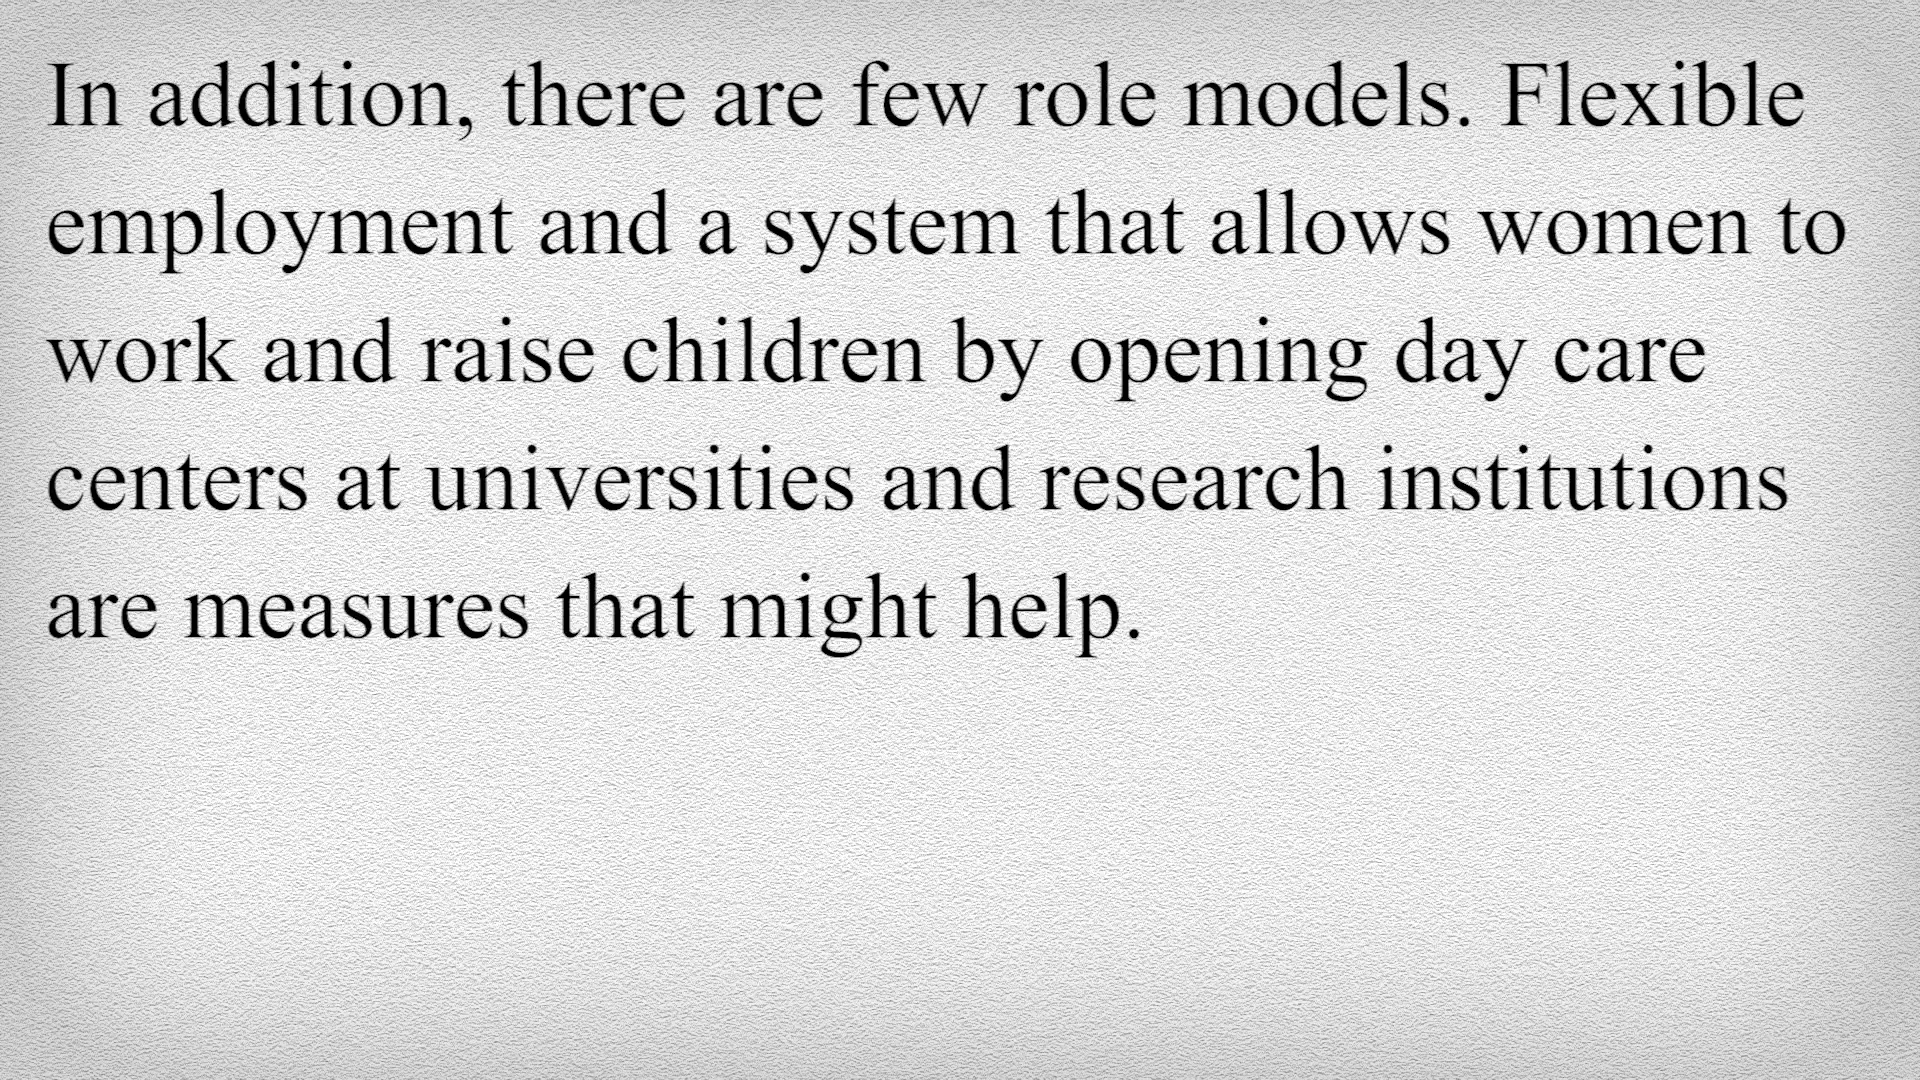 In addition, there are few role models. Flexible
employment and a system that allows women to
work and raise children by opening day care
centers at universities and research institutions
are measures that might help.